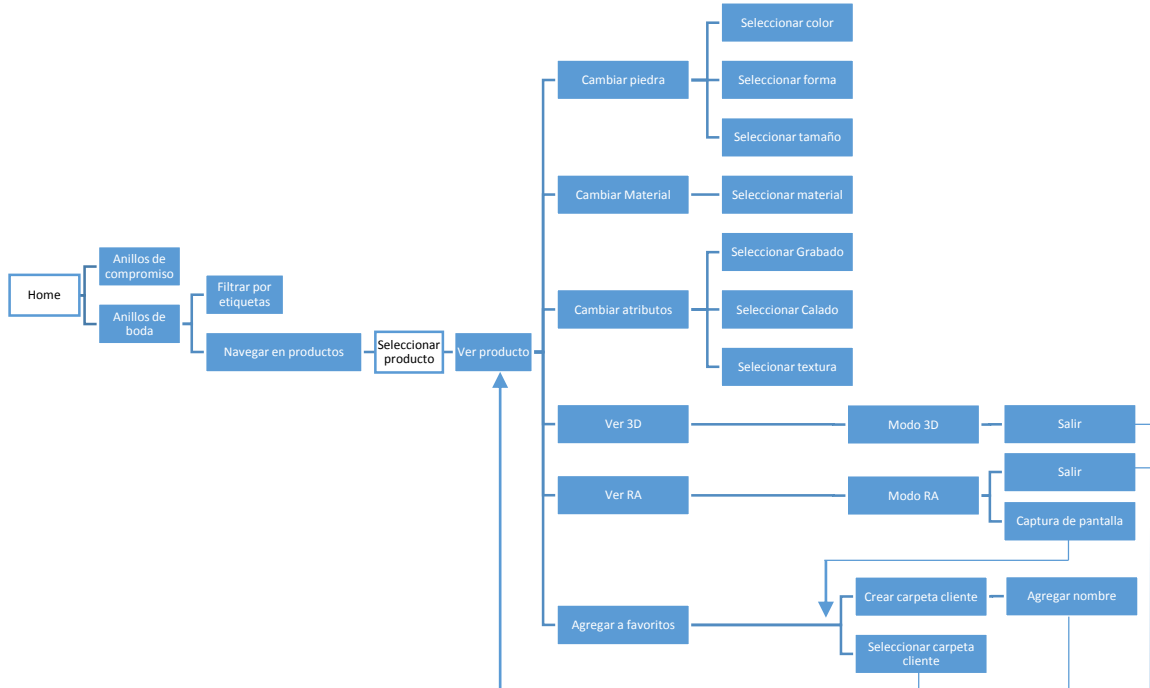 Home
Anillos de
compromiso
Anillos de
boda
Filtrar por
etiquetas
Navegar en productos
Seleccionar
producto
Ver producto
Cambiar piedra
Seleccionar color
Seleccionar forma
Seleccionar tamaño
Cambiar Material
Seleccionar material
Cambiar atributos
Seleccionar Grabado
Seleccionar Calado
Selecionar textura
Ver 3D
Modo 3D
Salir
Ver RA
Modo RA
Salir
Captura de pantalla
Agregar a favoritos
Crear carpeta cliente
Agregar nombre
Seleccionar carpeta
cliente